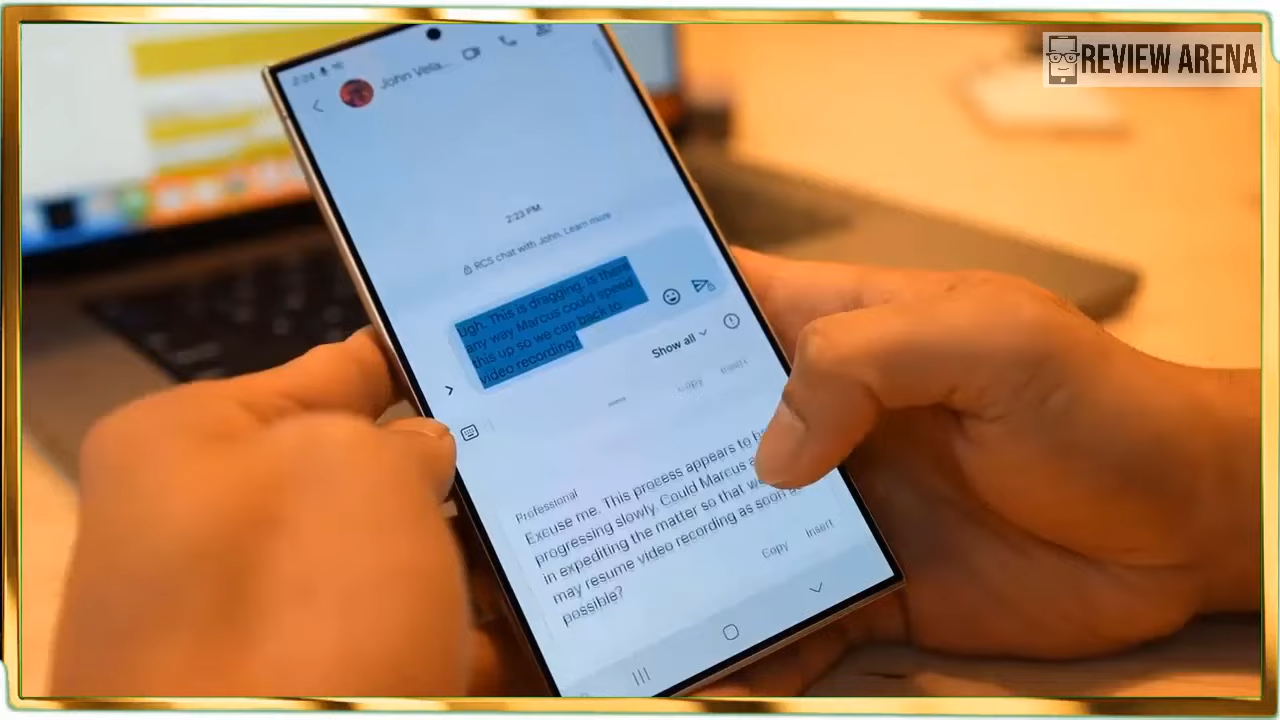 REVIEW ARENA
John Vela...
2:23 PM
RCS chat with John. Learn more
Ugh. This is dragging. Is there
any way Marcus could speed
this up so we can back to
video recording?
Show all
Copy Insert
Professional
Excuse me. This process appears to
progressing slowly. Could Marcus
in expediting the matter so that
may resume video recording as soon
possible?
Copy Insert